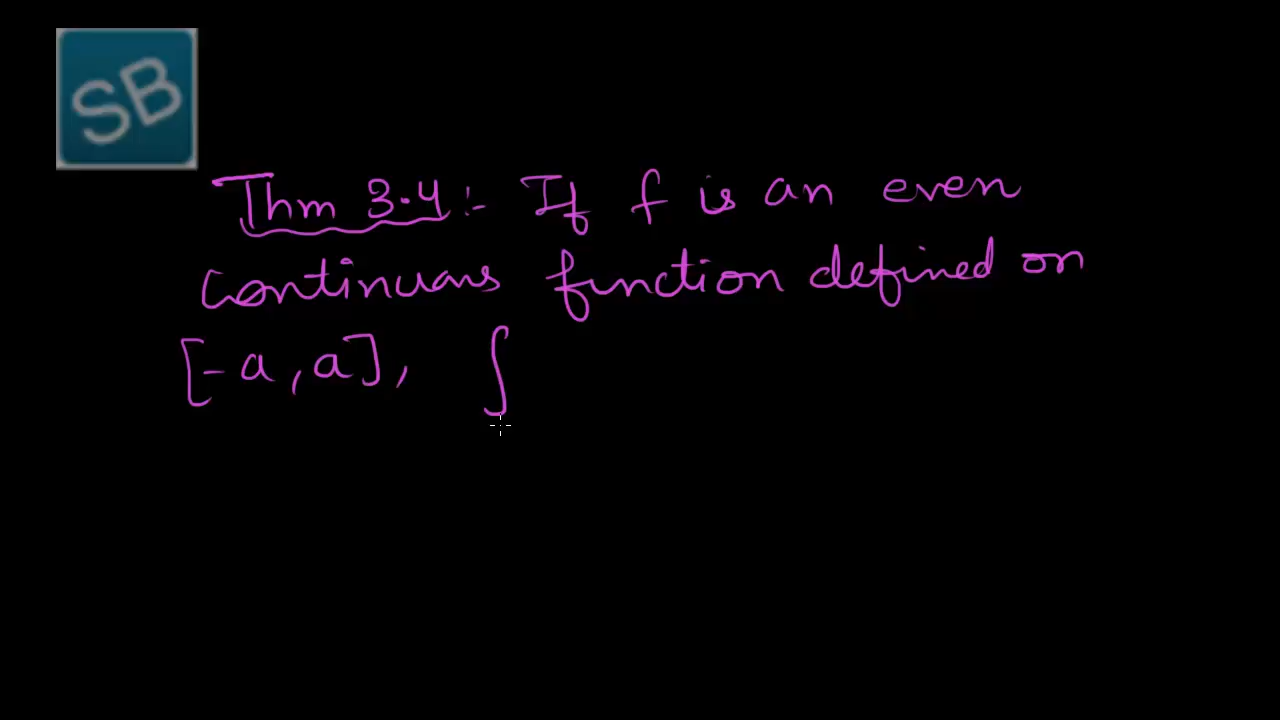 SB
Thm 3.4 :- If f is an even
continuous function defined on
[-a, a], ∫